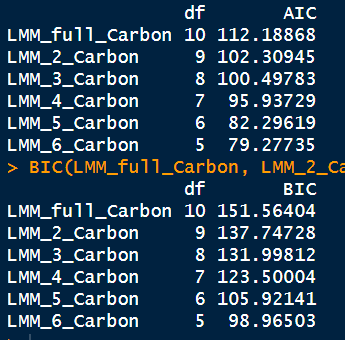 df AIC
LMM_full_Carbon 10 112.18868
LMM_2_Carbon 9 102.30945
LMM_3_Carbon 8 100.49783
LMM_4_Carbon 7 95.93729
LMM_5_Carbon 6 82.29619
LMM_6_Carbon 5 79.27735
> BIC(LMM_full_Carbon, LMM_2_Ca
df BIC
LMM_full_Carbon 10 151.56404
LMM_2_Carbon 9 137.74728
LMM_3_Carbon 8 131.99812
LMM_4_Carbon 7 123.50004
LMM_5_Carbon 6 105.92141
LMM_6_Carbon 5 98.96503